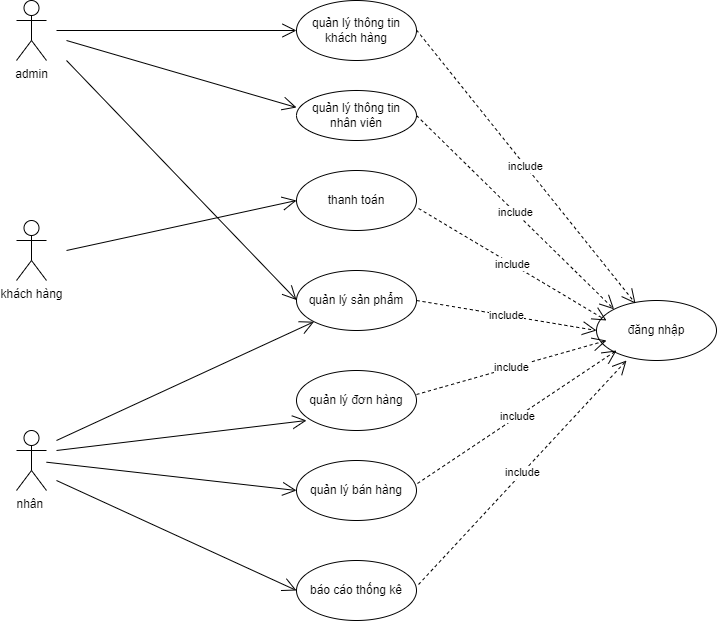 quản lý thông tin
khách hàng
admin
quản lý thông tin
nhân viên
include
thanh toán
include
khách hàng
include
quản lý sản phẩm
include
đăng nhập
include
quản lý đơn hàng
include
nhân
quản lý bán hàng
include
báo cáo thống kê